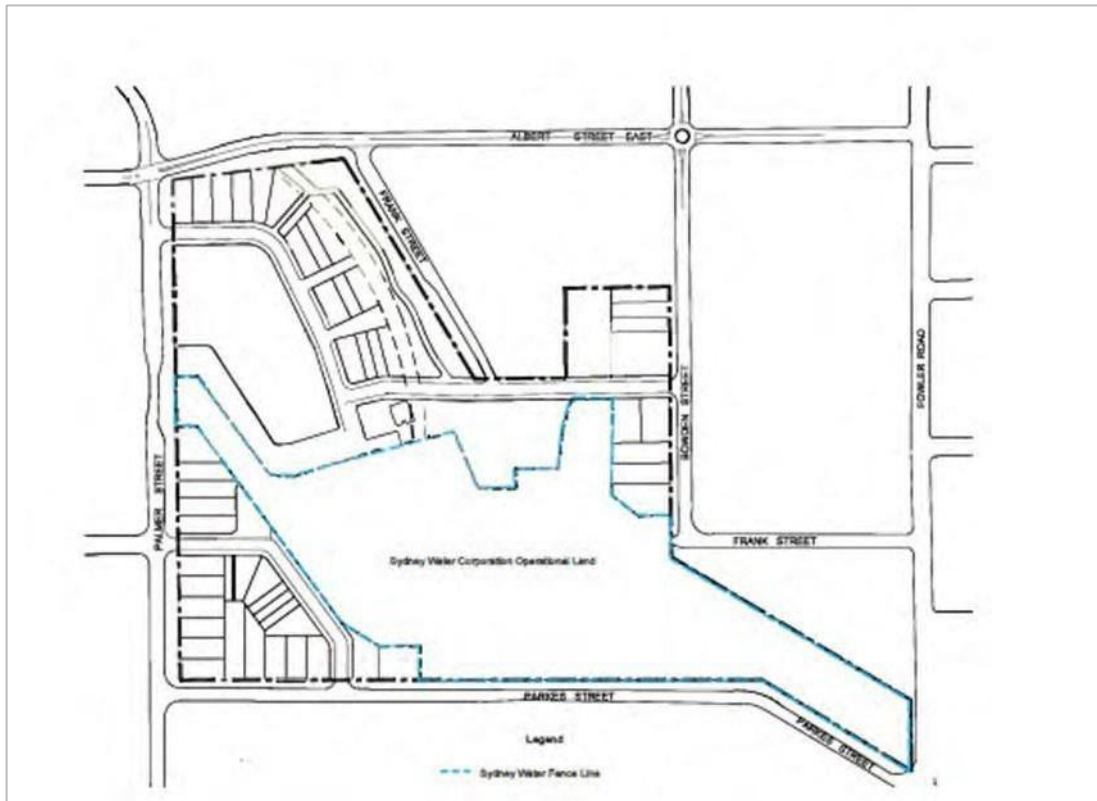 ALBERT STREET EAST
FRANK STREET
FOWLER ROAD
BOWDEN STREET
PALMER STREET
FRANK STREET
Sydney Water Corporation Operational Land
PARKES STREET
PARKES STREET
Legend
Sydney Water Fence Line